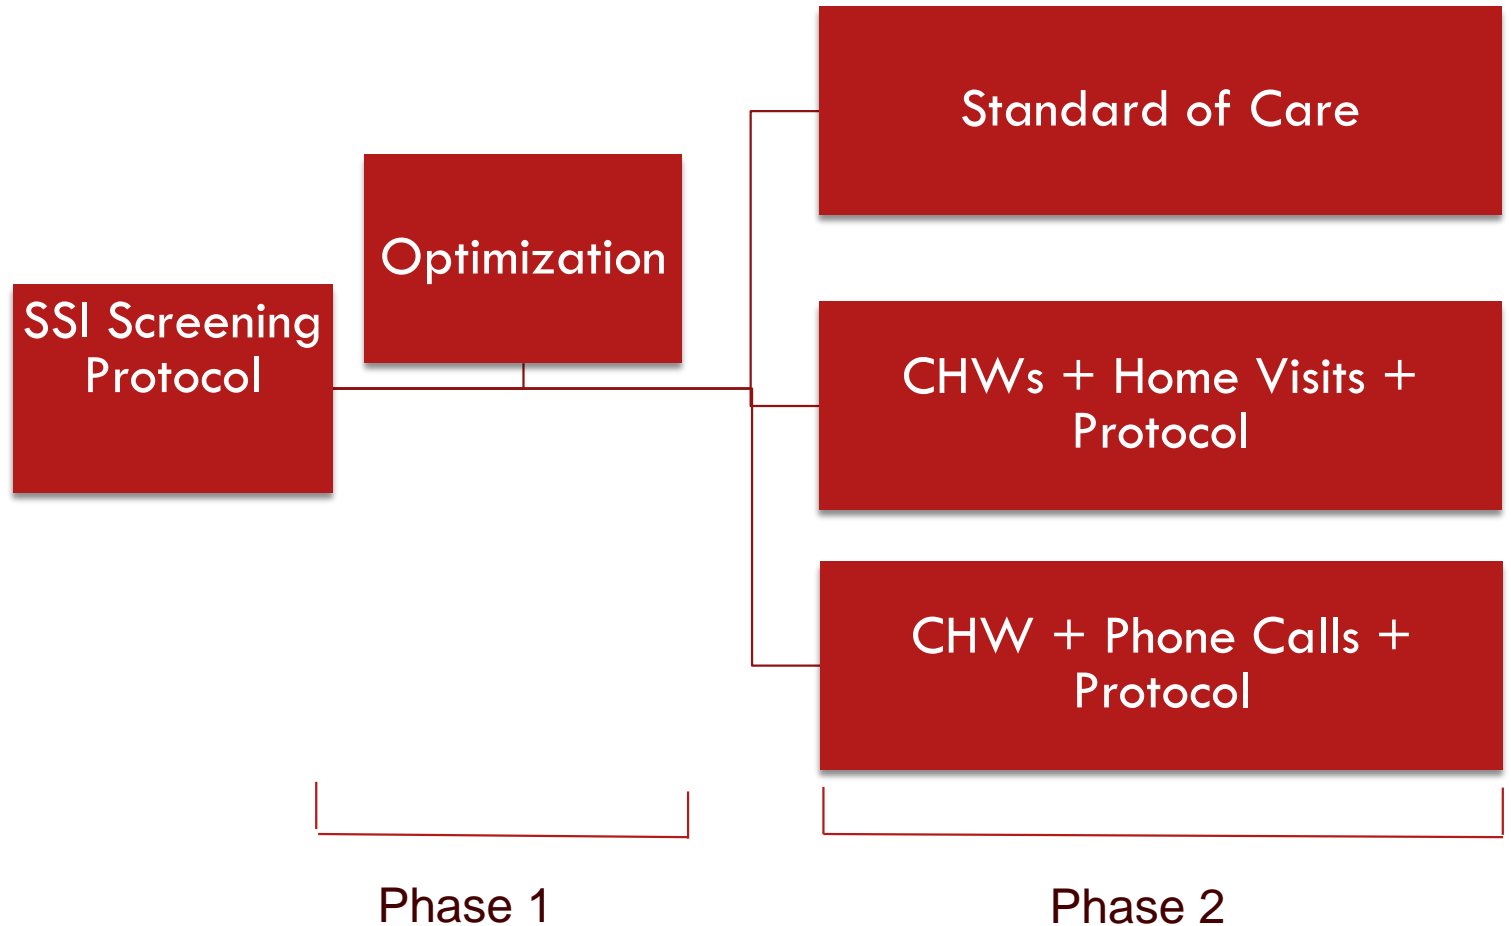 SSI Screening
Protocol
Optimization
Standard of Care
CHWs + Home Visits +
Protocol
CHW + Phone Calls +
Protocol
Phase 1
Phase 2